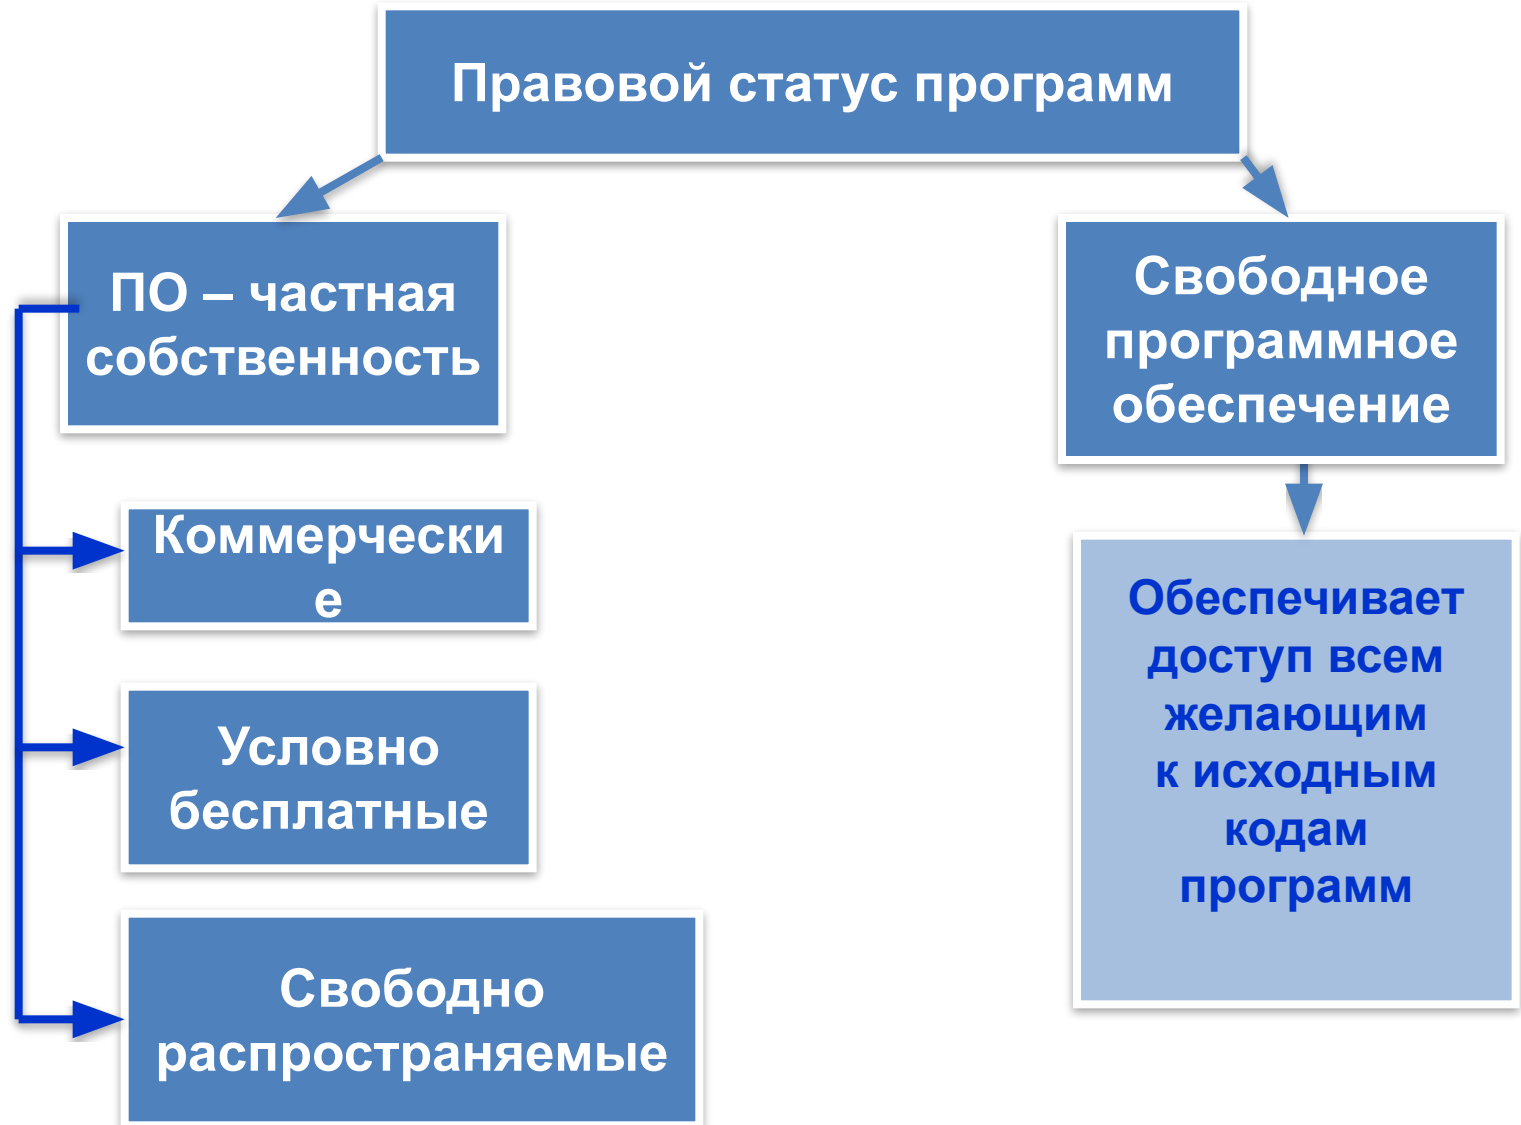 Правовой статус программ
ПО – частная
собственность
Свободное
программное
обеспечение
Коммерчески
е
Условно
бесплатные
Свободно
распространяемые
Обеспечивает
доступ всем
желающим
к исходным
кодам
программ